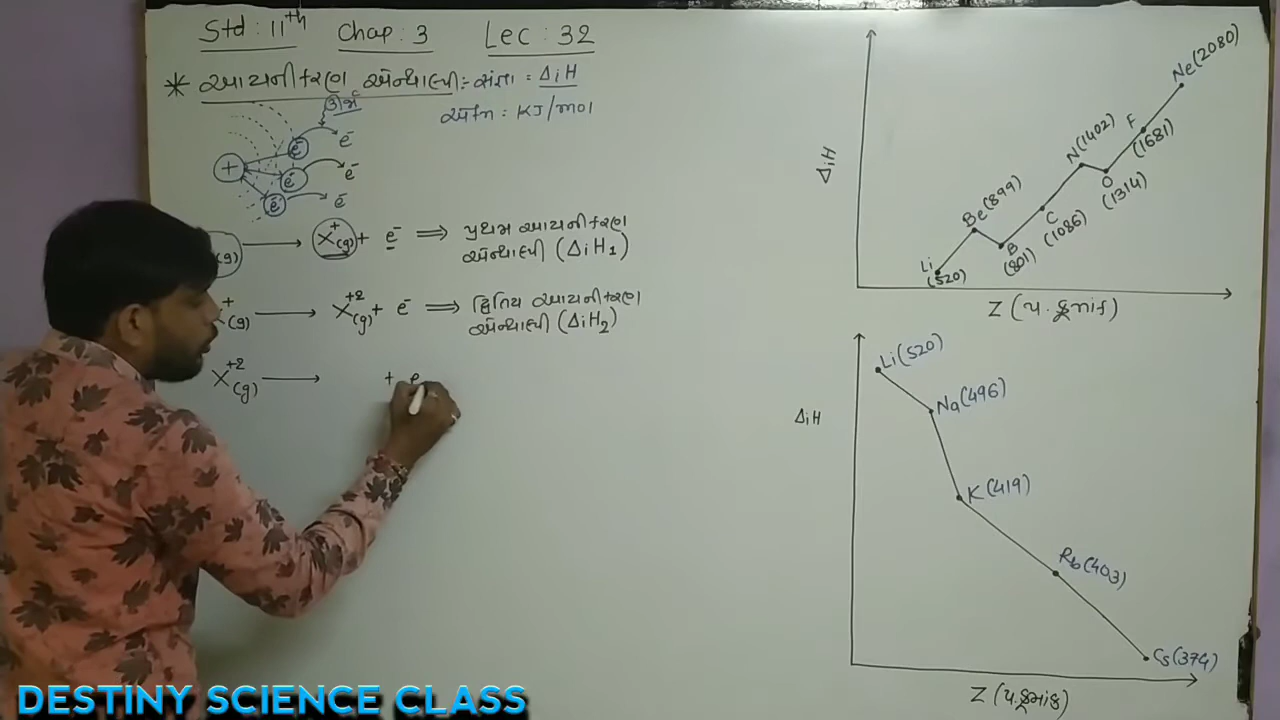 Std : 11th Chap : 3 Lec : 32
* આયનીકરણ એન્થાલ્પી :- સંજ્ઞા = ΔiH
એકમ : KJ/mol
ઊર્જા
+ e- e-
e- e-
e- e-
(g) ⟶ X+(g) + e- ⟹ પ્રથમ આયનીકરણ
એન્થાલ્પી (ΔiH1)
+(g) ⟶ X+2(g) + e- ⟹ દ્વિતિય આયનીકરણ
એન્થાલ્પી (ΔiH2)
X+2(g) ⟶ + e
ΔiH
Li (520)
Be (899)
B (801)
C (1086)
N (1402)
O (1314)
F (1681)
Ne (2080)
Z (પ. ક્રમાંક)
ΔiH
Li (520)
Na (496)
K (419)
Rb (403)
Cs (374)
Z (પ. ક્રમાંક)
DESTINY SCIENCE CLASS